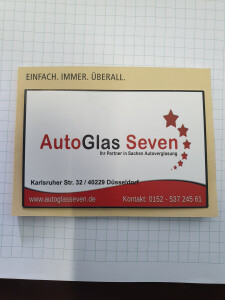 EINFACH. IMMER. ÜBERALL.
AutoGlas Seven
Ihr Partner in Sachen Autoverglasung
Karlsruher Str. 32 / 40229 Düsseldorf
www.autoglasseven.de Kontakt: 0152 - 537 245 61